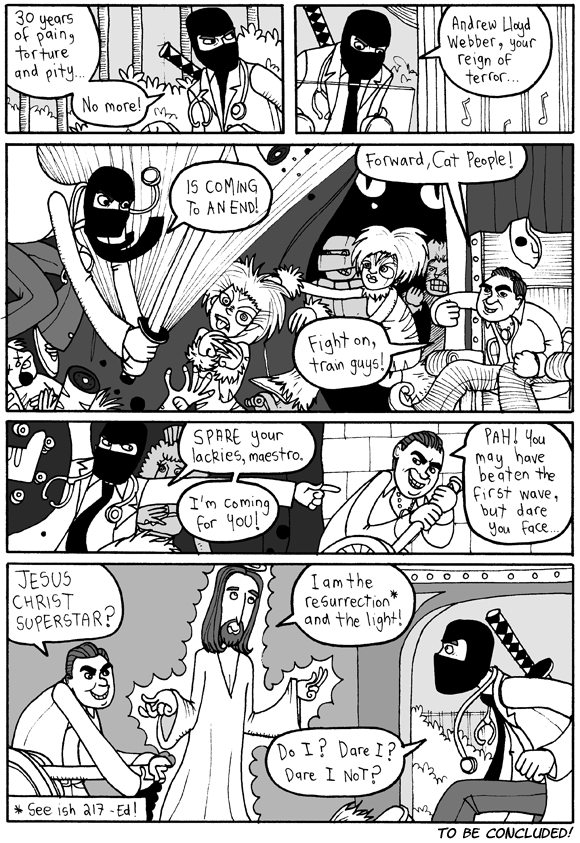 30 years
of pain,
torture
and pity...
No more!
Andrew Lloyd
Webber, your
reign of
terror...
IS COMING
TO AN END!
Forward, Cat People!
Fight on,
train guys!
SPARE your
lackies, maestro.
I'm coming
for YOU!
PAH! You
may have
beaten the
first wave,
but dare
you face...
JESUS
CHRIST
SUPERSTAR?
I am the
resurrection*
and the light!
Do I? Dare I?
Dare I NOT?
* See ish 217 - Ed!
TO BE CONCLUDED!